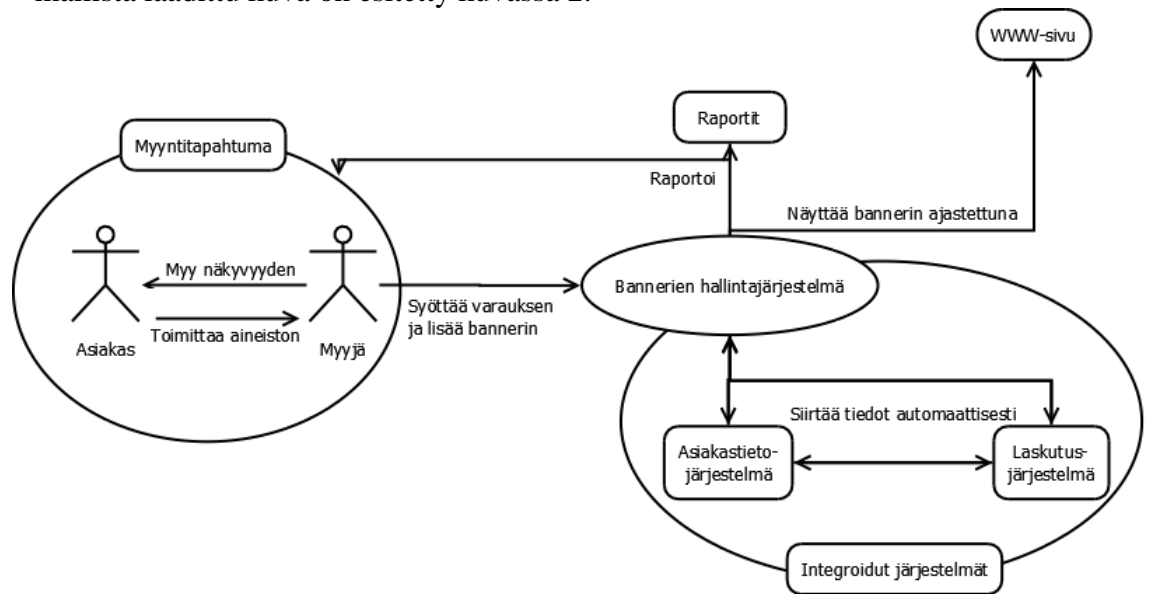 mallista laadittu kuva on esitetty kuvassa 2.
WWW-sivu
Raportit
Myyntitapahtuma
Raportoi
Näyttää bannerin ajastettuna
Myy näkyvyyden
Bannerien hallintajärjestelmä
Syöttää varauksen
ja lisää bannerin
Toimittaa aineiston
Asiakas
Myyjä
Siirtää tiedot automaattisesti
Asiakastieto-
järjestelmä
Laskutus-
järjestelmä
Integroidut järjestelmät